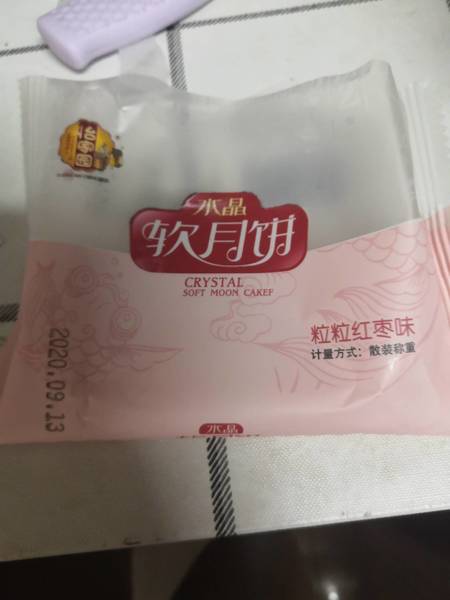 水晶
软月饼
CRYSTAL
SOFT MOON CAKEF
粒粒红枣味
计量方式：散装称重
2020.09.13
水晶